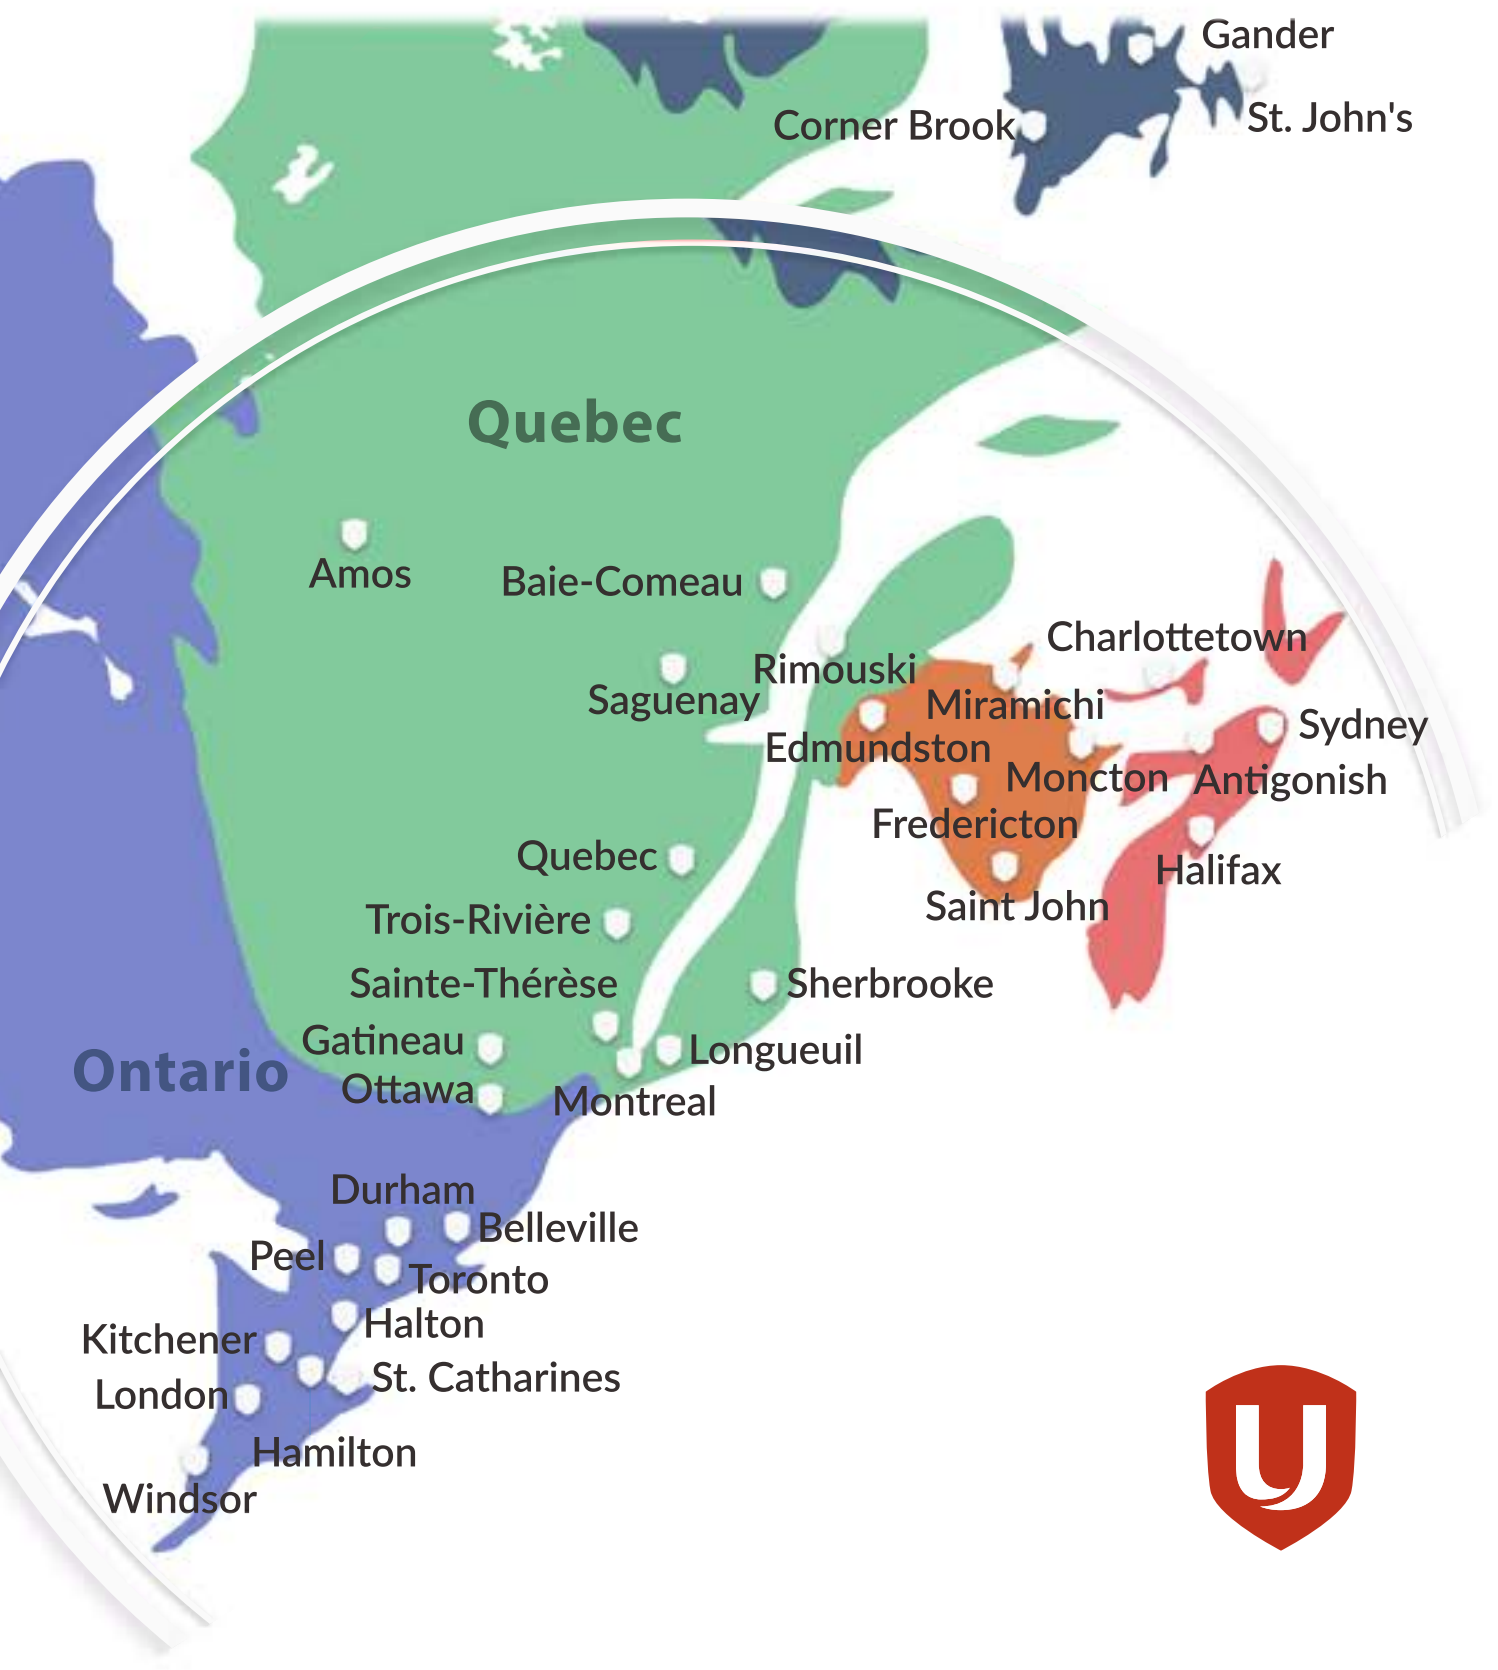 Gander
Corner Brook
St. John's
Quebec
Amos
Baie-Comeau
Charlottetown
Rimouski
Saguenay
Miramichi
Sydney
Edmundston
Moncton
Antigonish
Fredericton
Quebec
Halifax
Saint John
Trois-Rivière
Sainte-Thérèse
Sherbrooke
Gatineau
Longueuil
Ontario
Ottawa
Montreal
Durham
Belleville
Peel
Toronto
Halton
Kitchener
St. Catharines
London
Hamilton
Windsor
U